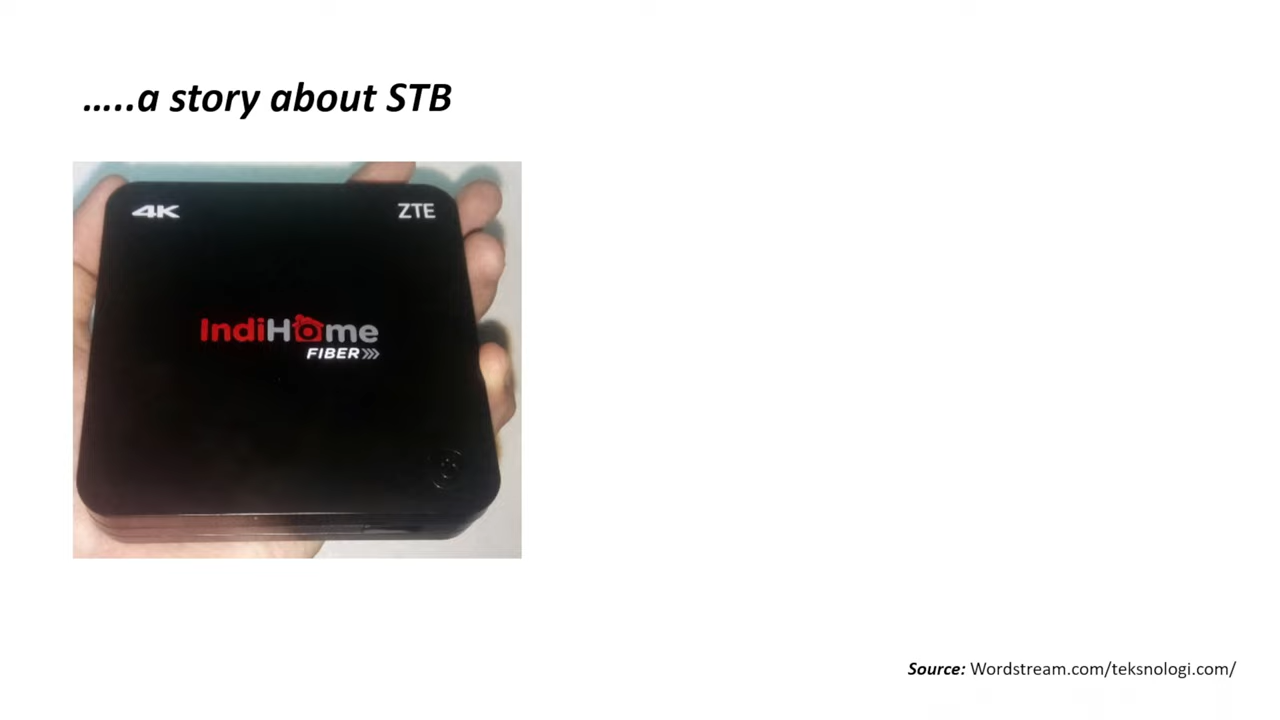 …..a story about STB
4K
ZTE
IndiHome
FIBER
Source: Wordstream.com/teksnologi.com/